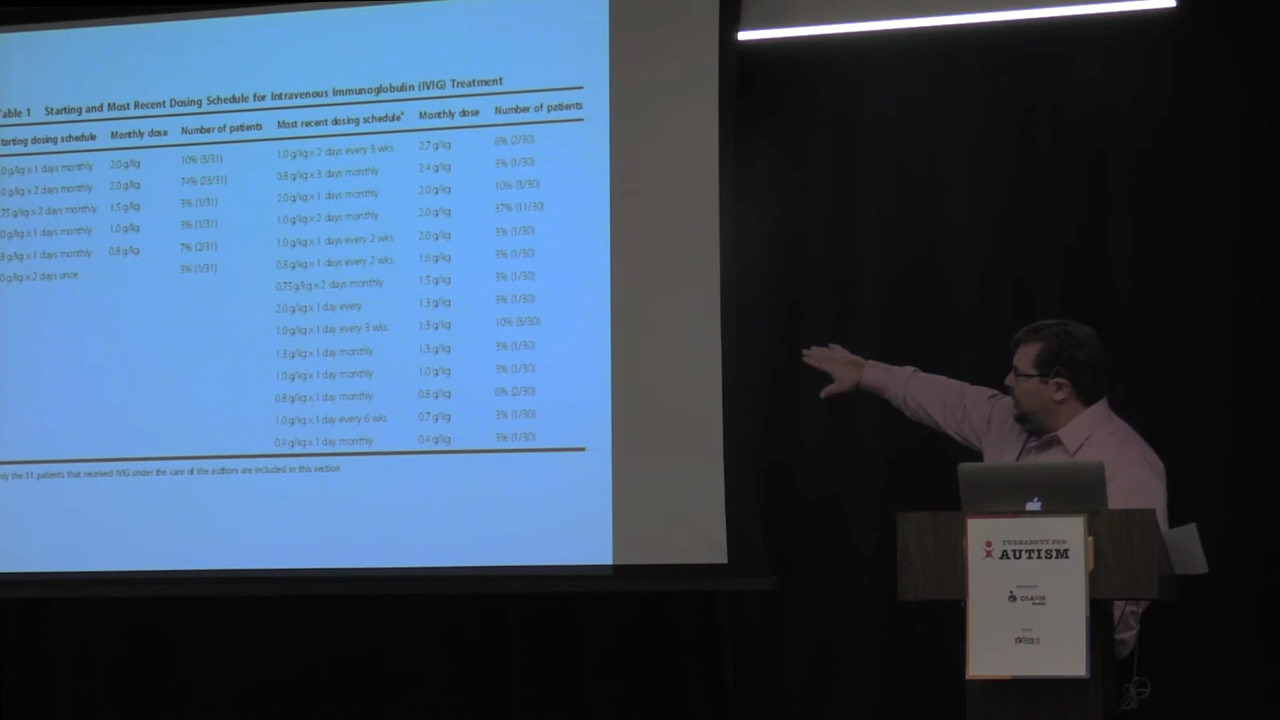 able 1 Starting and Most Recent Dosing Schedule for Intravenous Immunoglobulin (IVIG) Treatment
tarting dosing schedule Monthly dose Number of patients Most recent dosing schedule^a Monthly dose Number of patients
.0 g/kg × 1 days monthly 2.0 g/kg 10% (3/31) 1.0 g/kg × 2 days every 3 wks 2.7 g/kg 6% (2/30)
.0 g/kg × 2 days monthly 2.0 g/kg 74% (23/31) 0.8 g/kg × 3 days monthly 2.4 g/kg 3% (1/30)
.75 g/kg × 2 days monthly 1.5 g/kg 3% (1/31) 2.0 g/kg × 1 days monthly 2.0 g/kg 10% (3/30)
.0 g/kg × 1 days monthly 1.0 g/kg 3% (1/31) 1.0 g/kg × 2 days monthly 2.0 g/kg 37% (11/30)
.8 g/kg × 1 days monthly 0.8 g/kg 7% (2/31) 1.0 g/kg × 1 days every 2 wks 2.0 g/kg 3% (1/30)
.0 g/kg × 2 days once 3% (1/31) 0.8 g/kg × 1 days every 2 wks 1.6 g/kg 3% (1/30)
0.75 g/kg × 2 days monthly 1.5 g/kg 3% (1/30)
2.0 g/kg × 1 day every 1.3 g/kg 3% (1/30)
1.0 g/kg × 1 day every 3 wks 1.3 g/kg 10% (3/30)
1.3 g/kg × 1 day monthly 1.3 g/kg 3% (1/30)
1.0 g/kg × 1 day monthly 1.0 g/kg 3% (1/30)
0.8 g/kg × 1 day monthly 0.8 g/kg 6% (2/30)
1.0 g/kg × 1 day every 6 wks 0.7 g/kg 3% (1/30)
0.4 g/kg × 1 day monthly 0.4 g/kg 3% (1/30)
nly the 31 patients that received IVIG under the care of the authors are included in this section
TURNABOUT FOR
AUTISM